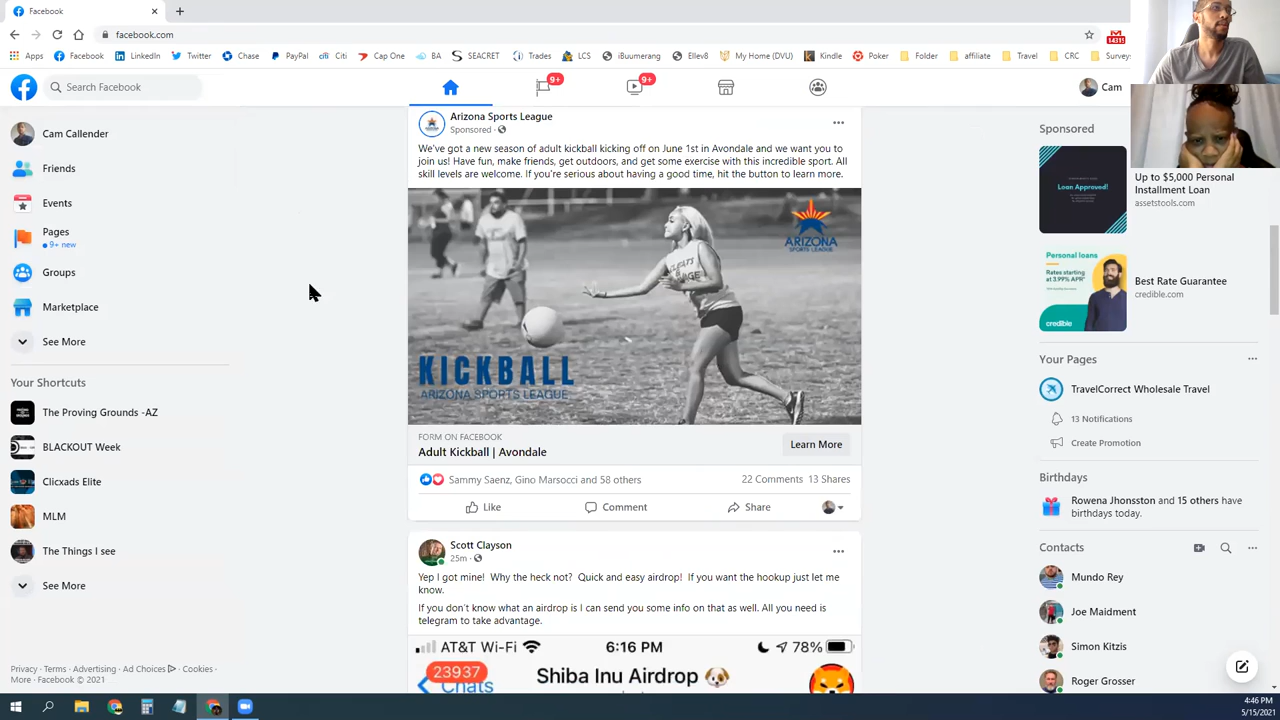 Facebook
facebook.com
14315
Apps
Facebook
LinkedIn
Twitter
Chase
PayPal
Citi
Cap One
BA
SEACRET
Trades
LCS
iBuumerang
Ellev8
My Home (DVU)
Kindle
Poker
Folder
affiliate
Travel
CRC
Survey
Search Facebook
9+
9+
Cam
Cam Callender
Friends
Events
Pages
9+ new
Groups
Marketplace
See More
Your Shortcuts
The Proving Grounds -AZ
BLACKOUT Week
Clicxads Elite
MLM
The Things I see
See More
Privacy · Terms · Advertising · Ad Choices · Cookies ·
More · Facebook © 2021
Arizona Sports League
Sponsored ·
We've got a new season of adult kickball kicking off on June 1st in Avondale and we want you to
join us! Have fun, make friends, get outdoors, and get some exercise with this incredible sport. All
skill levels are welcome. If you're serious about having a good time, hit the button to learn more.
ARIZONA
SPORTS LEAGUE
KICKBALL
ARIZONA SPORTS LEAGUE
FORM ON FACEBOOK
Adult Kickball | Avondale
Learn More
Sammy Saenz, Gino Marsocci and 58 others
22 Comments 13 Shares
Like
Comment
Share
Scott Clayson
25m ·
Yep I got mine! Why the heck not? Quick and easy airdrop! If you want the hookup just let me
know.
If you don't know what an airdrop is I can send you some info on that as well. All you need is
telegram to take advantage.
AT&T Wi-Fi
6:16 PM
78%
23937
Chats
Shiba Inu Airdrop
Sponsored
Loan Approved!
Up to $5,000 Personal
Installment Loan
assetstools.com
Personal loans
Rates starting
at 3.99% APR*
credible
Best Rate Guarantee
credible.com
Your Pages
TravelCorrect Wholesale Travel
13 Notifications
Create Promotion
Birthdays
Rowena Jhonsston and 15 others have
birthdays today.
Contacts
Mundo Rey
Joe Maidment
Simon Kitzis
Roger Grosser
4:46 PM
5/15/2021